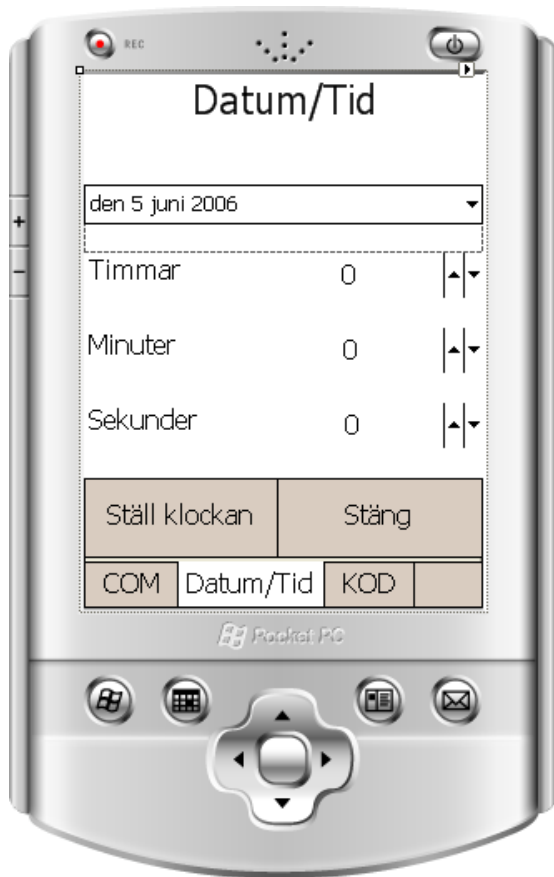 REC
Datum/Tid
den 5 juni 2006
+
Timmar 0
-
Minuter 0
Sekunder 0
Ställ klockan Stäng
COM Datum/Tid KOD
Pocket PC